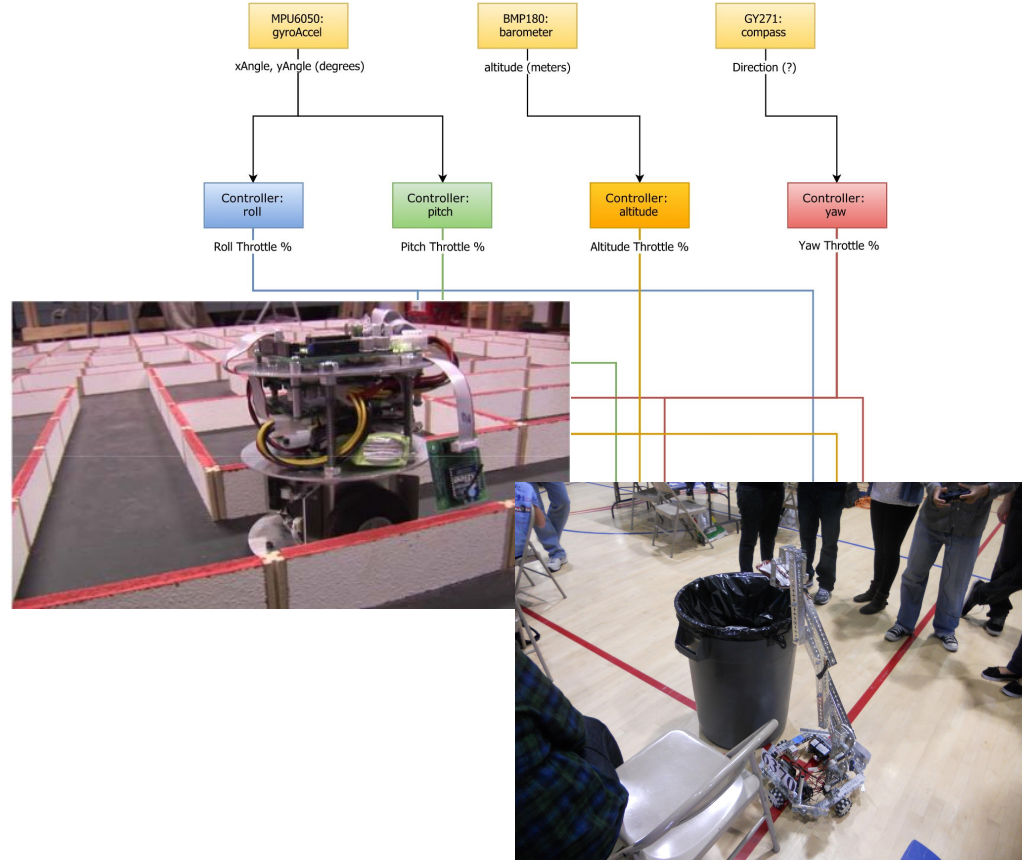 MPU6050:
gyroAccel
BMP180:
barometer
GY271:
compass
xAngle, yAngle (degrees)
altitude (meters)
Direction (?)
Controller:
roll
Controller:
pitch
Controller:
altitude
Controller:
yaw
Roll Throttle %
Pitch Throttle %
Altitude Throttle %
Yaw Throttle %